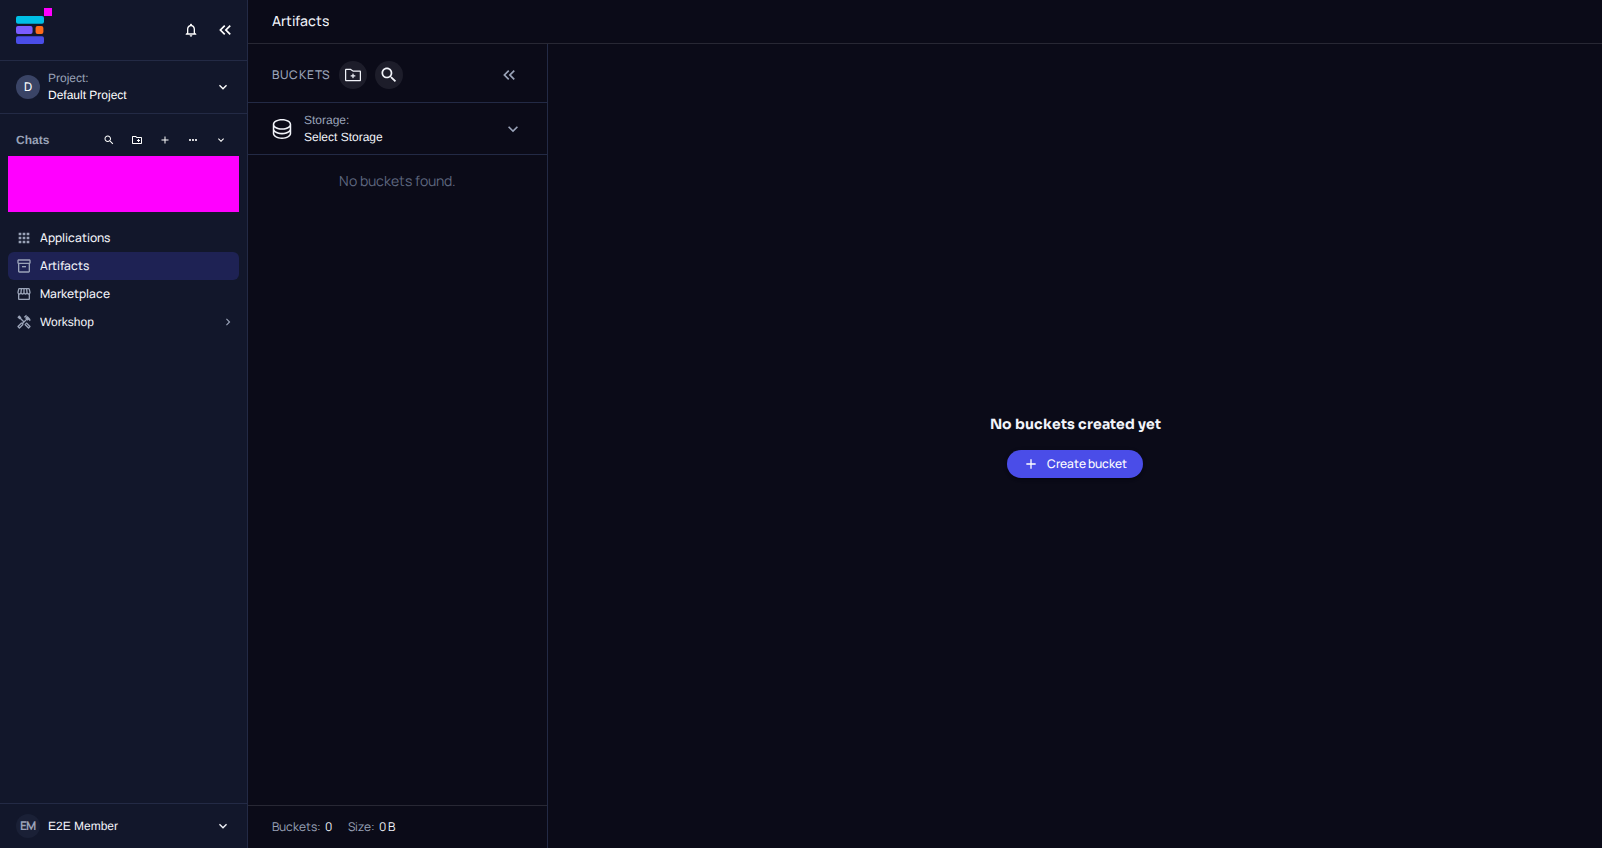 Artifacts
Project:
Default Project
D
Chats
Applications
Artifacts
Marketplace
Workshop
EM
E2E Member
BUCKETS
Storage:
Select Storage
No buckets found.
Buckets: 0 Size: 0 B
No buckets created yet
Create bucket